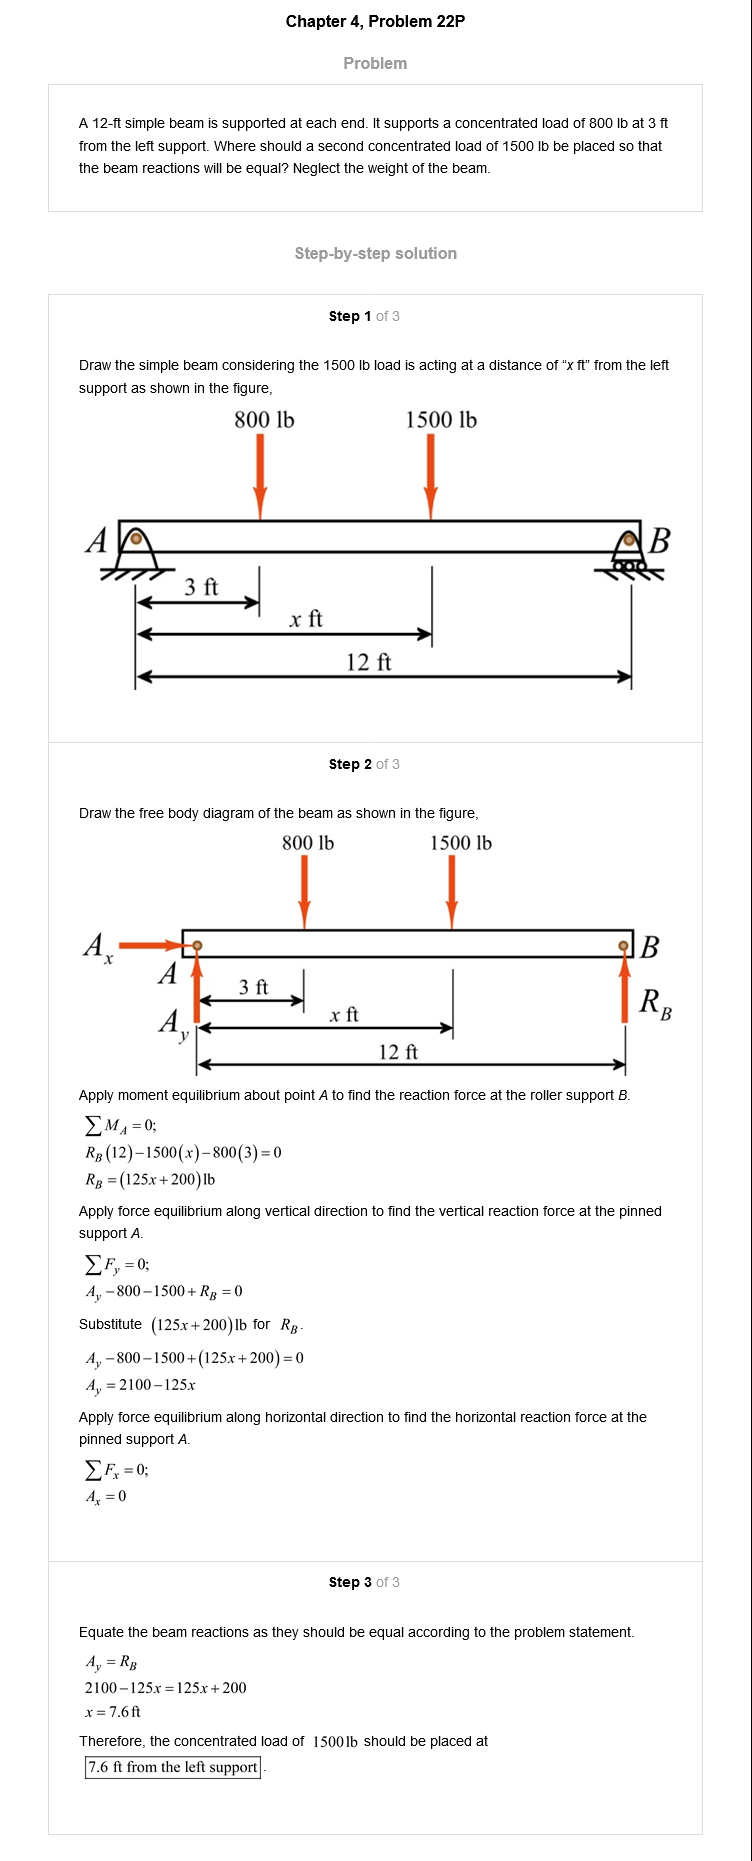 Chapter 4, Problem 22P
Problem
A 12-ft simple beam is supported at each end. It supports a concentrated load of 800 lb at 3 ft
from the left support. Where should a second concentrated load of 1500 lb be placed so that
the beam reactions will be equal? Neglect the weight of the beam.
Step-by-step solution
Step 1 of 3
Draw the simple beam considering the 1500 lb load is acting at a distance of “x ft” from the left
support as shown in the figure,
800 lb 1500 lb
A B
3 ft
x ft
12 ft
Step 2 of 3
Draw the free body diagram of the beam as shown in the figure,
800 lb 1500 lb
Aₓ B
A
3 ft R_B
A_y x ft
12 ft
Apply moment equilibrium about point A to find the reaction force at the roller support B.
∑M_A = 0;
R_B(12)−1500(x)−800(3)=0
R_B = (125x+200)lb
Apply force equilibrium along vertical direction to find the vertical reaction force at the pinned
support A.
∑F_y = 0;
A_y −800−1500+R_B = 0
Substitute (125x+200)lb for R_B.
A_y −800−1500+(125x+200)=0
A_y = 2100−125x
Apply force equilibrium along horizontal direction to find the horizontal reaction force at the
pinned support A.
∑Fₓ = 0;
Aₓ = 0
Step 3 of 3
Equate the beam reactions as they should be equal according to the problem statement.
A_y = R_B
2100−125x=125x+200
x = 7.6 ft
Therefore, the concentrated load of 1500lb should be placed at
7.6 ft from the left support.